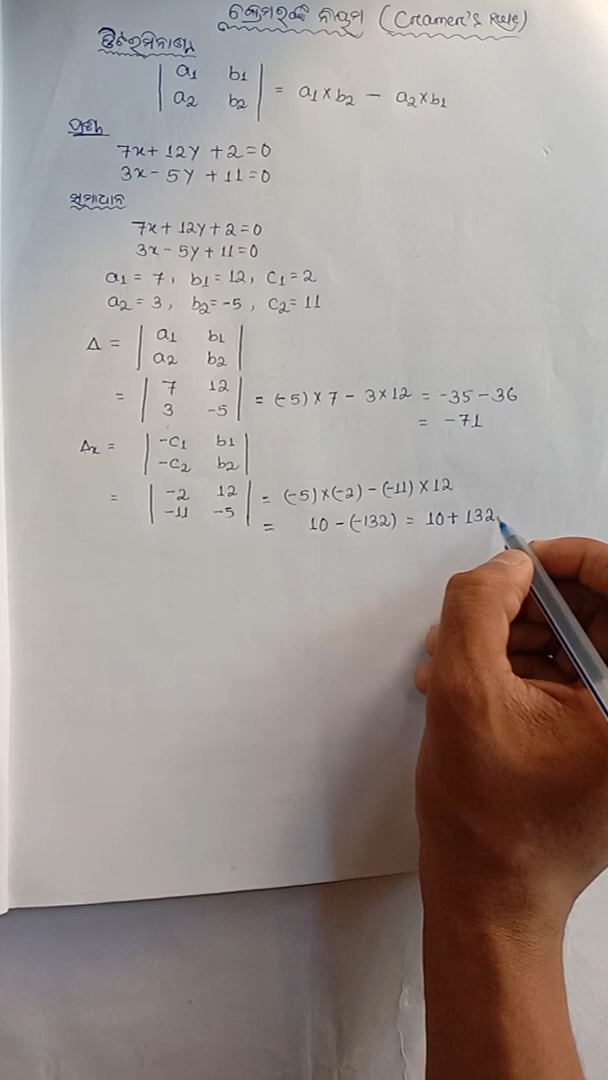 କ୍ରେମରଙ୍କ ନିୟମ (Cramer's Rule)
ଡିଟରମିନାଣ୍ଟ
| a1 b1 |
| a2 b2 | = a1 x b2 - a2 x b1
ପ୍ରଶ୍ନ
7x + 12y + 2 = 0
3x - 5y + 11 = 0
ସମାଧାନ
7x + 12y + 2 = 0
3x - 5y + 11 = 0
a1 = 7, b1 = 12, c1 = 2
a2 = 3, b2 = -5, c2 = 11
Δ = | a1 b1 |
| a2 b2 |
= | 7 12 | = (-5) x 7 - 3 x 12 = -35 - 36
| 3 -5 |
= -71
Δx = | -c1 b1 |
| -c2 b2 |
= | -2 12 | = (-5) x (-2) - (-11) x 12
| -11 -5 |
= 10 - (-132) = 10 + 132